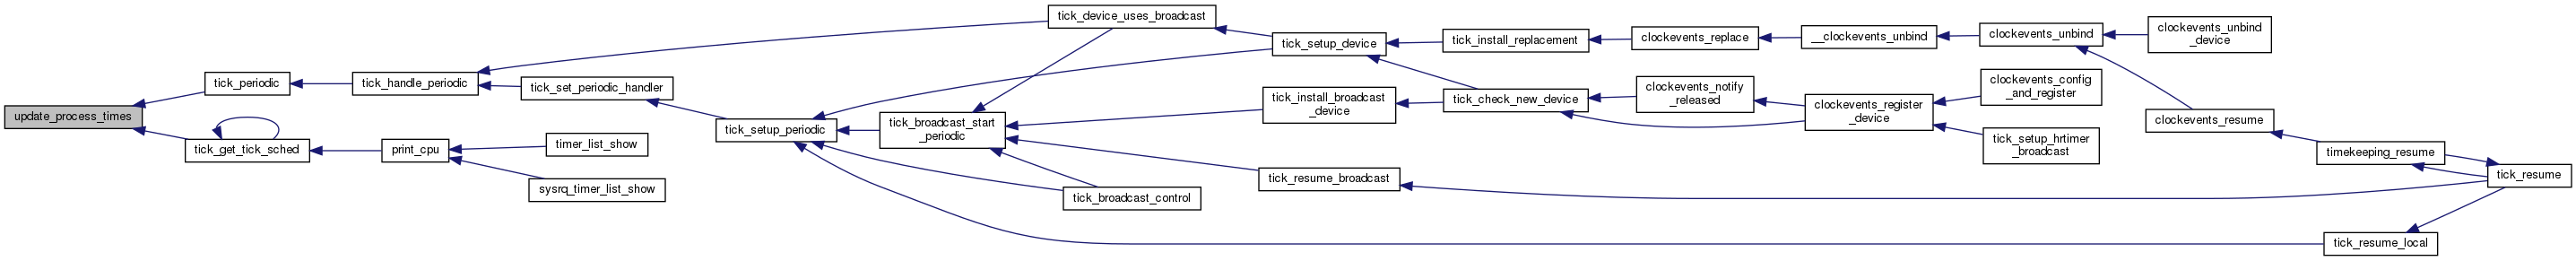 update_process_times
tick_periodic
tick_get_tick_sched
tick_handle_periodic
print_cpu
tick_set_periodic_handler
timer_list_show
sysrq_timer_list_show
tick_setup_periodic
tick_device_uses_broadcast
tick_broadcast_start
_periodic
tick_broadcast_control
tick_setup_device
tick_install_broadcast
_device
tick_resume_broadcast
tick_install_replacement
tick_check_new_device
clockevents_replace
clockevents_notify
_released
__clockevents_unbind
clockevents_register
_device
clockevents_unbind
clockevents_config
_and_register
tick_setup_hrtimer
_broadcast
clockevents_unbind
_device
clockevents_resume
timekeeping_resume
tick_resume_local
tick_resume